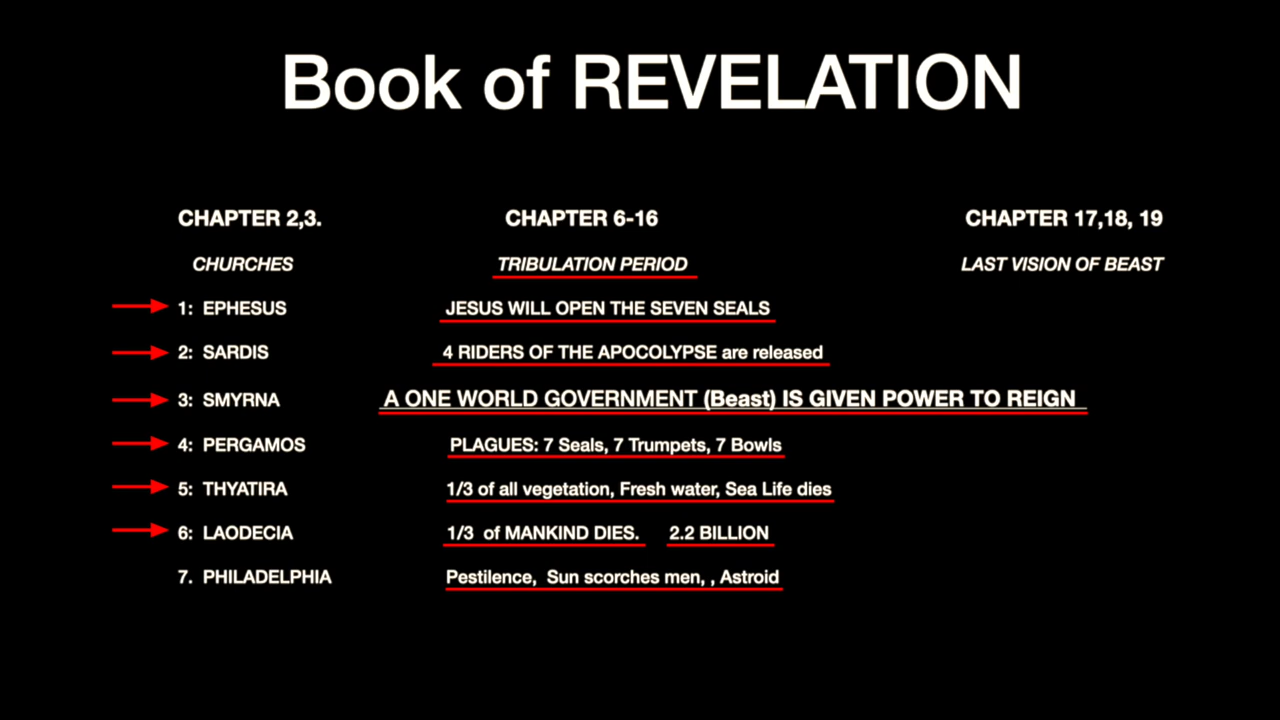 Book of REVELATION
CHAPTER 2,3.
CHURCHES
1: EPHESUS
2: SARDIS
3: SMYRNA
4: PERGAMOS
5: THYATIRA
6: LAODECIA
7. PHILADELPHIA
CHAPTER 6-16
TRIBULATION PERIOD
JESUS WILL OPEN THE SEVEN SEALS
4 RIDERS OF THE APOCOLYPSE are released
A ONE WORLD GOVERNMENT (Beast) IS GIVEN POWER TO REIGN
PLAGUES: 7 Seals, 7 Trumpets, 7 Bowls
1/3 of all vegetation, Fresh water, Sea Life dies
1/3 of MANKIND DIES. 2.2 BILLION
Pestilence, Sun scorches men, , Astroid
CHAPTER 17,18, 19
LAST VISION OF BEAST